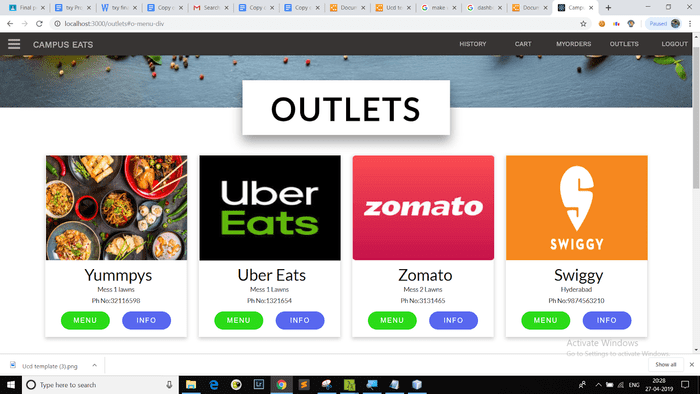 Final p
txy Pro
txy fin
Copy o
Search
Copy o
Copy o
Docum
Ucd te
make
dashb
Docum
Camp
localhost:3000/outlets#o-menu-div
Paused
CAMPUS EATS
HISTORY CART MYORDERS OUTLETS LOGOUT
OUTLETS
Uber
Eats
zomato
SWIGGY
Yummpys
Mess 1 lawns
Ph No:32116598
MENU INFO
Uber Eats
Mess 1 Lawns
Ph No:1321654
MENU INFO
Zomato
Mess 2 Lawns
Ph No:3131465
MENU INFO
Swiggy
Hyderabad
Ph No:9874563210
MENU INFO
Activate Windows
Go to Settings to activate Windows.
Ucd template (3).png
Show all
Type here to search
ENG
20:28
27-04-2019